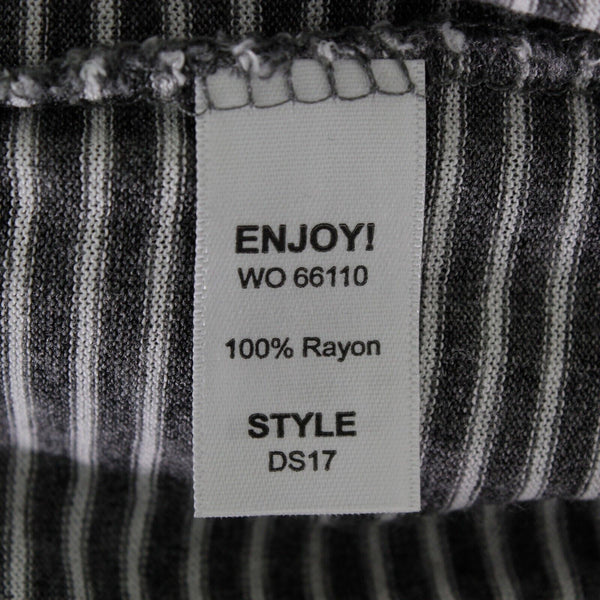 ENJOY!
WO 66110
100% Rayon
STYLE
DS17